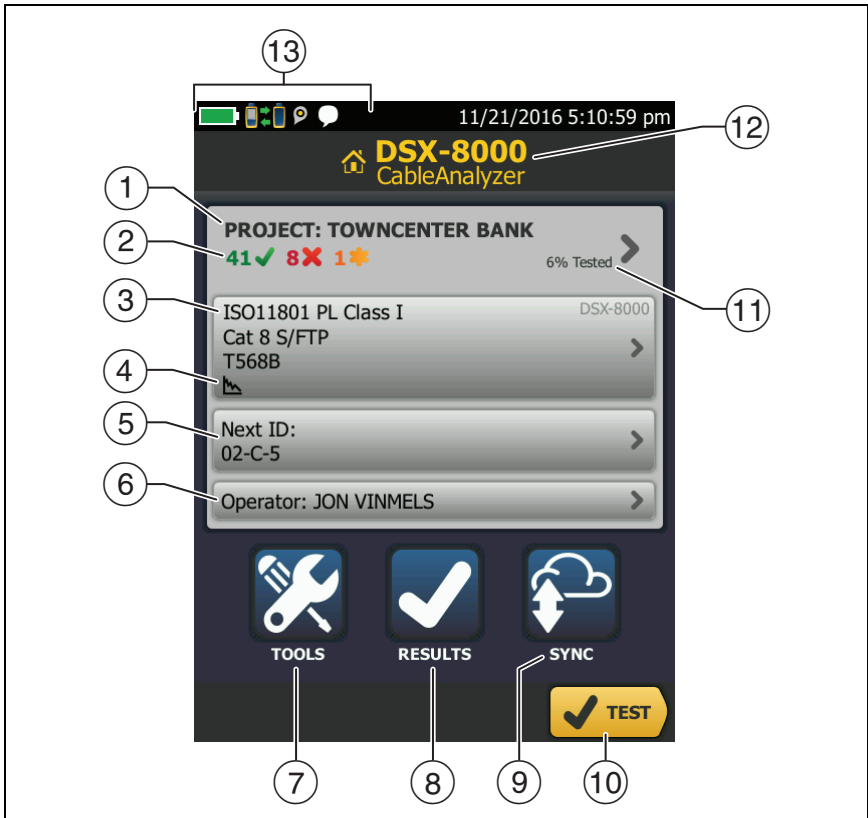 13
11/21/2016 5:10:59 pm
12
DSX-8000
CableAnalyzer
1
PROJECT: TOWNCENTER BANK
2
41 8 1
6% Tested
11
3
ISO11801 PL Class I
DSX-8000
Cat 8 S/FTP
T568B
4
5
Next ID:
02-C-5
6
Operator: JON VINMELS
TOOLS
RESULTS
SYNC
TEST
7
8
9
10